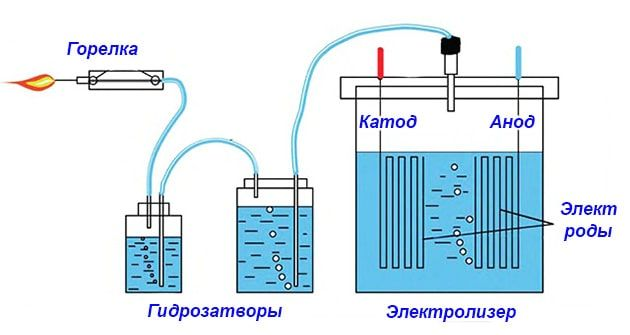 Горелка
Катод
Анод
Элект
роды
Гидрозатворы
Электролизер